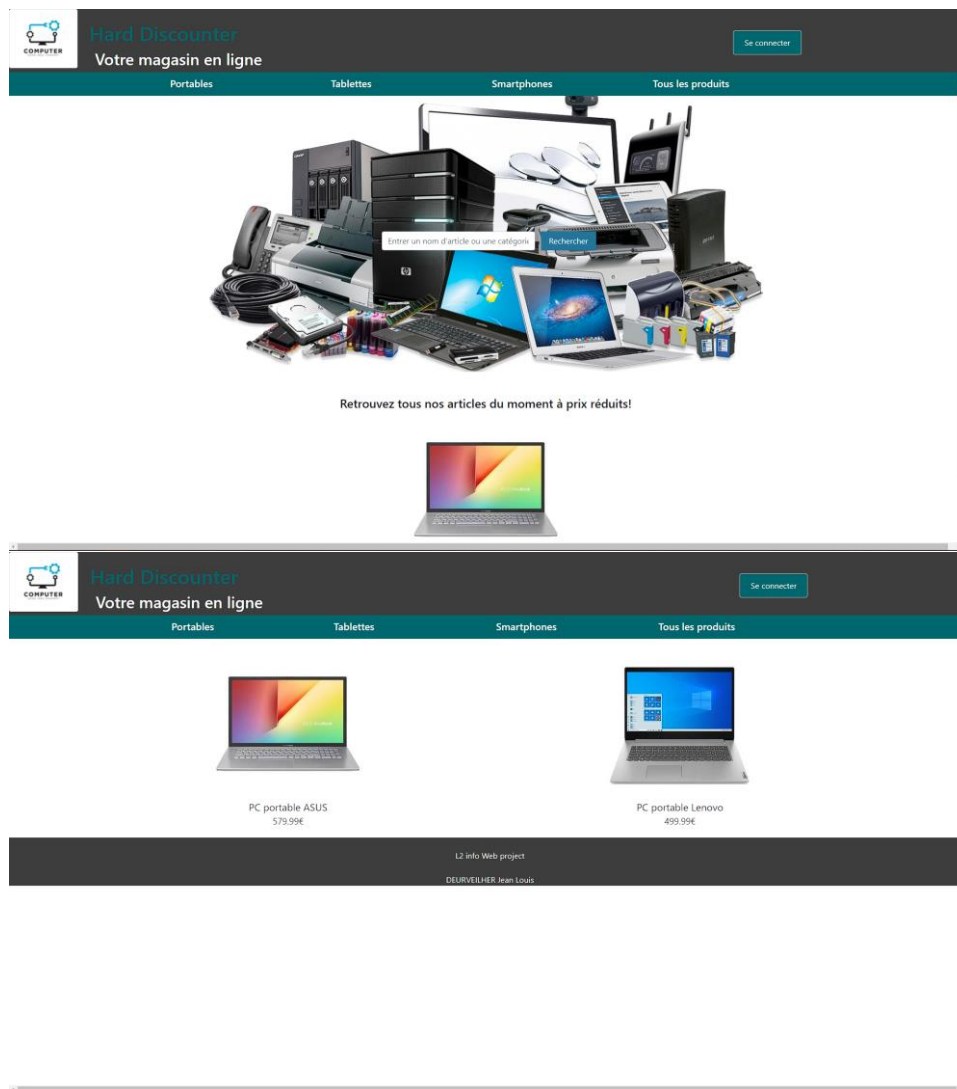 COMPUTER
Hard Discounter
Votre magasin en ligne
Se connecter
Portables
Tablettes
Smartphones
Tous les produits
Entrer un nom d'article ou une catégorie
Rechercher
Retrouvez tous nos articles du moment à prix réduits!
COMPUTER
Hard Discounter
Votre magasin en ligne
Se connecter
Portables
Tablettes
Smartphones
Tous les produits
PC portable ASUS
PC portable Lenovo
579.99€
499.99€
L2 info Web project
DEURVEILHER Jean Louis